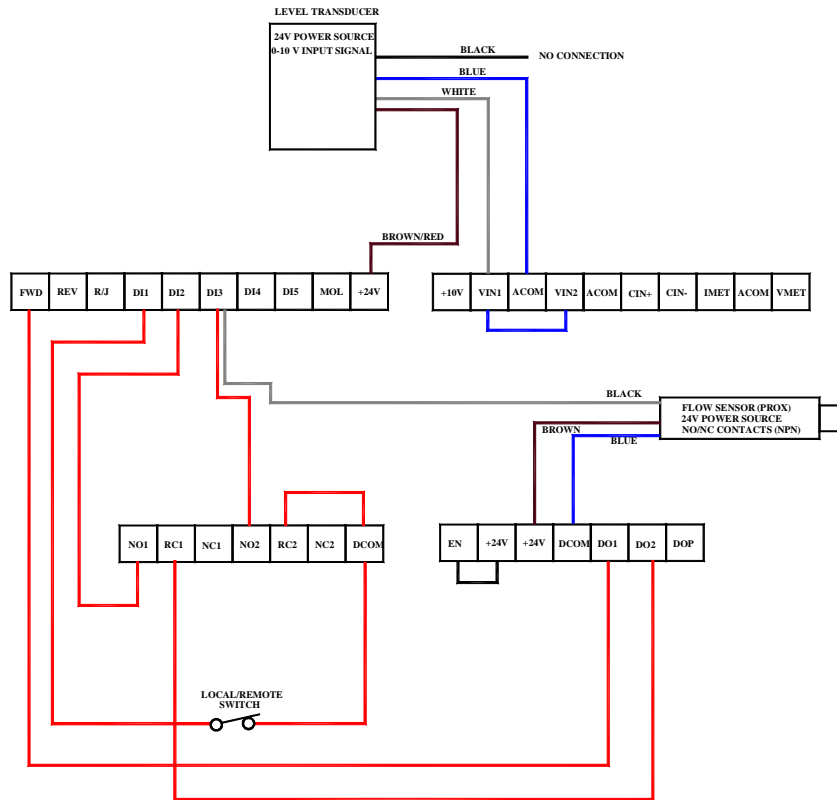 LEVEL TRANSDUCER
24V POWER SOURCE
0-10 V INPUT SIGNAL
BLACK
NO CONNECTION
BLUE
WHITE
BROWN/RED
FWD REV R/J DI1 DI2 DI3 DI4 DI5 MOL +24V
+10V VIN1 ACOM VIN2 ACOM CIN+ CIN- IMET ACOM VMET
BLACK
FLOW SENSOR (PROX)
24V POWER SOURCE
NO/NC CONTACTS (NPN)
BROWN
BLUE
NO1 RC1 NC1 NO2 RC2 NC2 DCOM
EN +24V +24V DCOM DO1 DO2 DOP
LOCAL/REMOTE
SWITCH